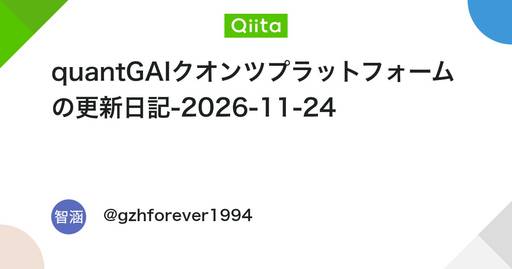 Qiita
quantGAIクオンツプラットフォーム
の更新日記-2026-11-24
智涵
@gzhforever1994